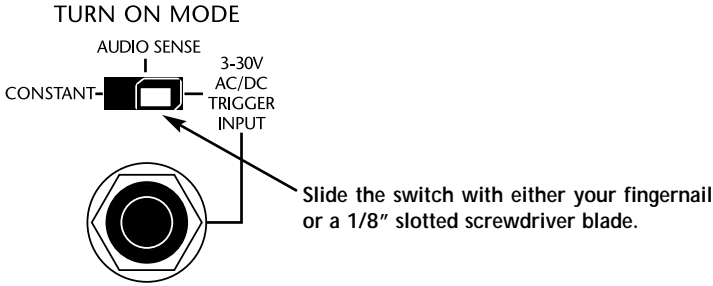 TURN ON MODE
AUDIO SENSE
CONSTANT
3-30V
AC/DC
TRIGGER
INPUT
Slide the switch with either your fingernail
or a 1/8" slotted screwdriver blade.